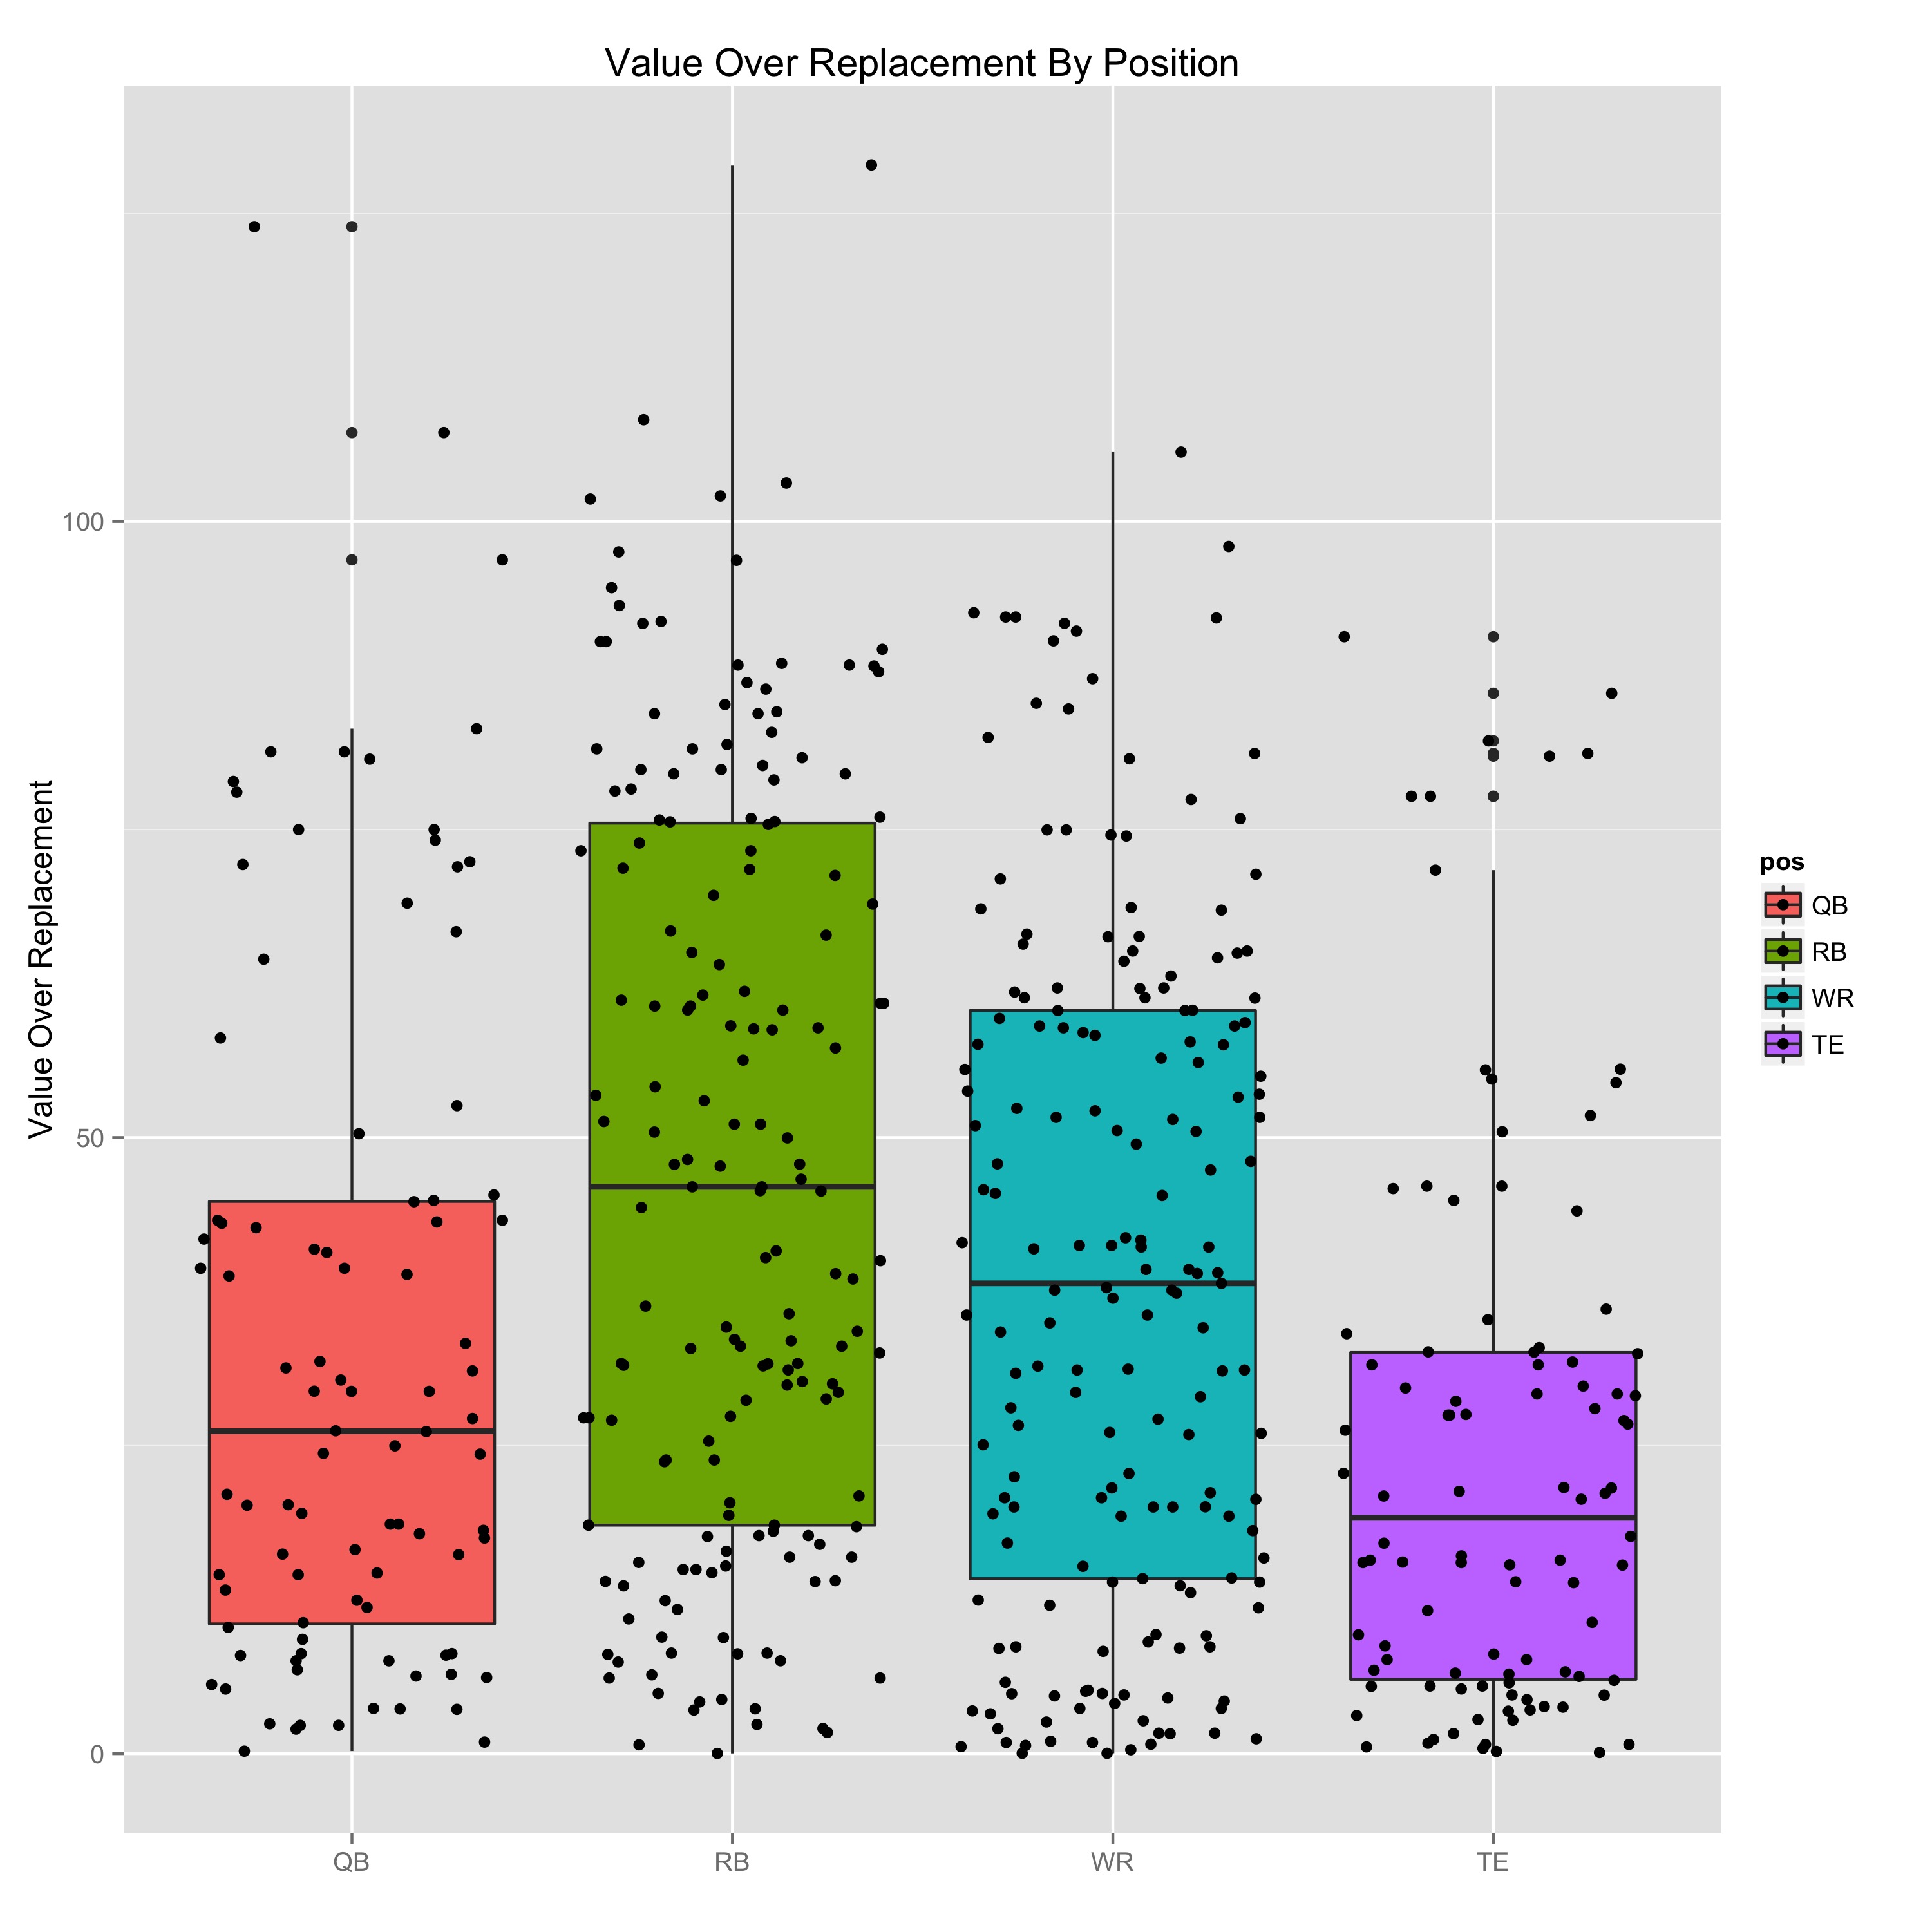 Value Over Replacement By Position
Value Over Replacement
100
50
0
QB RB WR TE
pos
QB
RB
WR
TE